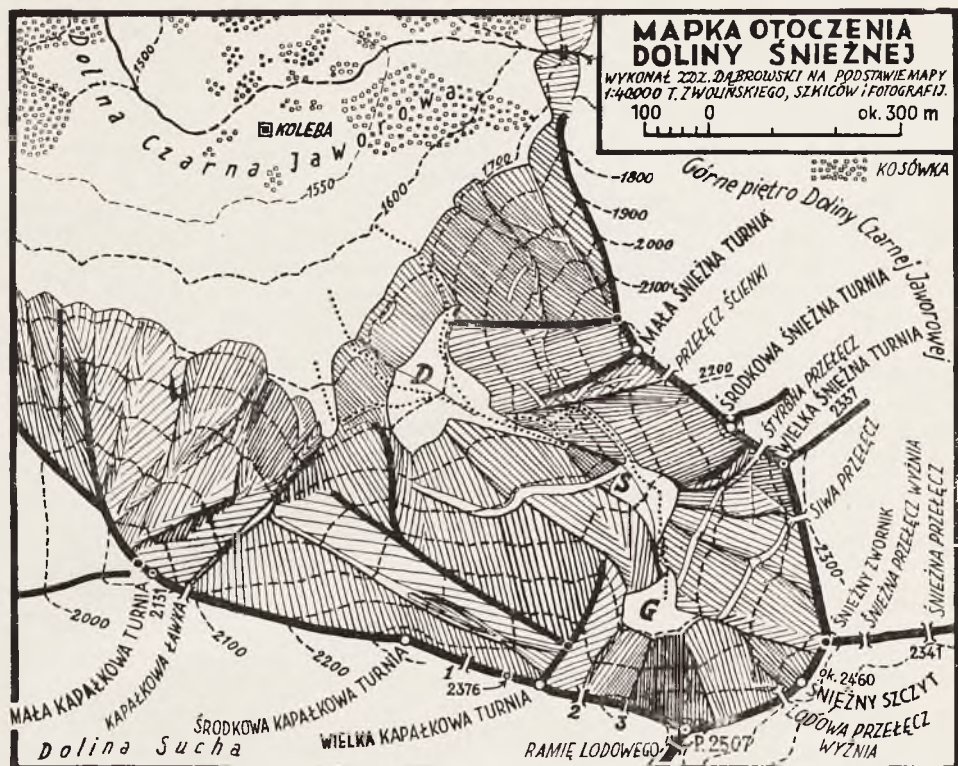 MAPKA OTOCZENIA
DOLINY ŚNIEŻNEJ
WYKONAŁ ZDZ. DĄBROWSKI NA PODSTAWIE MAPY
1:40000 T. ZWOLIŃSKIEGO, SZKICÓW i FOTOGRAFIJ.
100 0 ok. 300 m
KOSÓWKA
Dolina Czarna Jaworowa
1500
KOLEBA
1550
1600
1700
1800
1900
2000
2100
Górne piętro Doliny Czarnej Jaworowej
MAŁA ŚNIEŻNA TURNIA
PRZEŁĘCZ ŚCIENKI
2200
ŚRODKOWA ŚNIEŻNA TURNIA
STYRBNA PRZEŁĘCZ
WIELKA ŚNIEŻNA TURNIA
2337
SIWA PRZEŁĘCZ
2300
ŚNIEŻNY ZWORNIK
ŚNIEŻNA PRZEŁĘCZ WYŻNIA
ŚNIEŻNA PRZEŁĘCZ
2341
D
S
G
ok. 2460
ŚNIEŻNY SZCZYT
LODOWA PRZEŁĘCZ
WYŻNIA
P. 2507
RAMIĘ LODOWEGO
3
2
WIELKA KAPAŁKOWA TURNIA
2376
1
ŚRODKOWA KAPAŁKOWA TURNIA
2200
2100
KAPAŁKOWA ŁAWKA
2131
MAŁA KAPAŁKOWA TURNIA
2000
Dolina Sucha